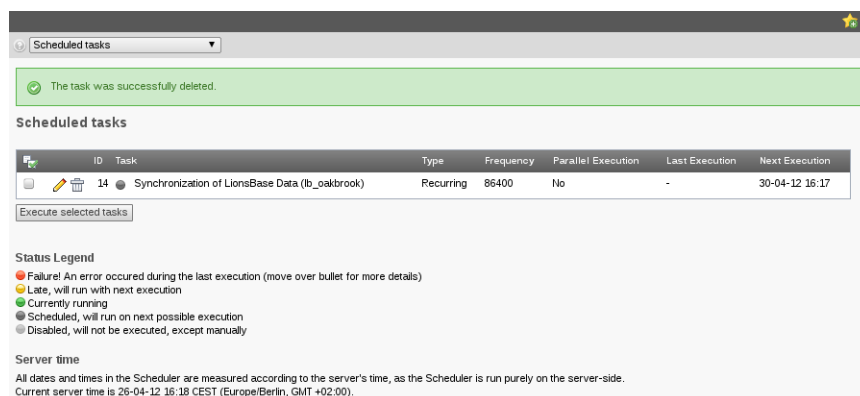 Scheduled tasks
The task was successfully deleted.
Scheduled tasks
ID Task Type Frequency Parallel Execution Last Execution Next Execution
14 Synchronization of LionsBase Data (lb_oakbrook) Recurring 86400 No - 30-04-12 16:17
Execute selected tasks
Status Legend
Failure! An error occured during the last execution (move over bullet for more details)
Late, will run with next execution
Currently running
Scheduled, will run on next possible execution
Disabled, will not be executed, except manually
Server time
All dates and times in the Scheduler are measured according to the server's time, as the Scheduler is run purely on the server-side.
Current server time is 26-04-12 16:18 CEST (Europe/Berlin, GMT +02:00).